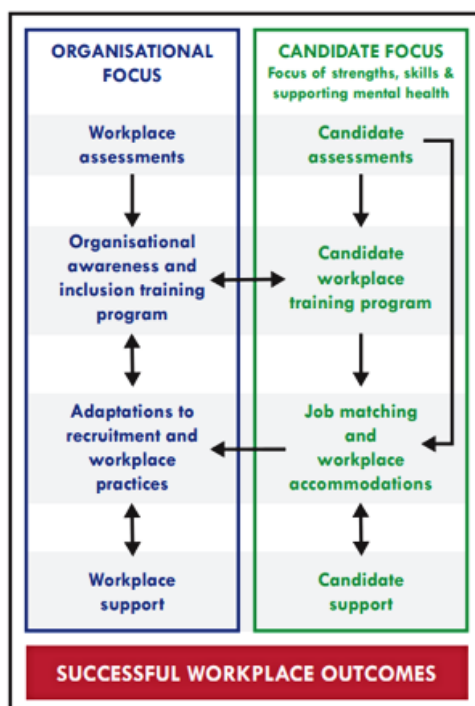 ORGANISATIONAL
FOCUS
Workplace
assessments
Organisational
awareness and
inclusion training
program
Adaptations to
recruitment and
workplace
practices
Workplace
support
CANDIDATE FOCUS
Focus of strengths, skills &
supporting mental health
Candidate
assessments
Candidate
workplace
training program
Job matching
and
workplace
accommodations
Candidate
support
SUCCESSFUL WORKPLACE OUTCOMES